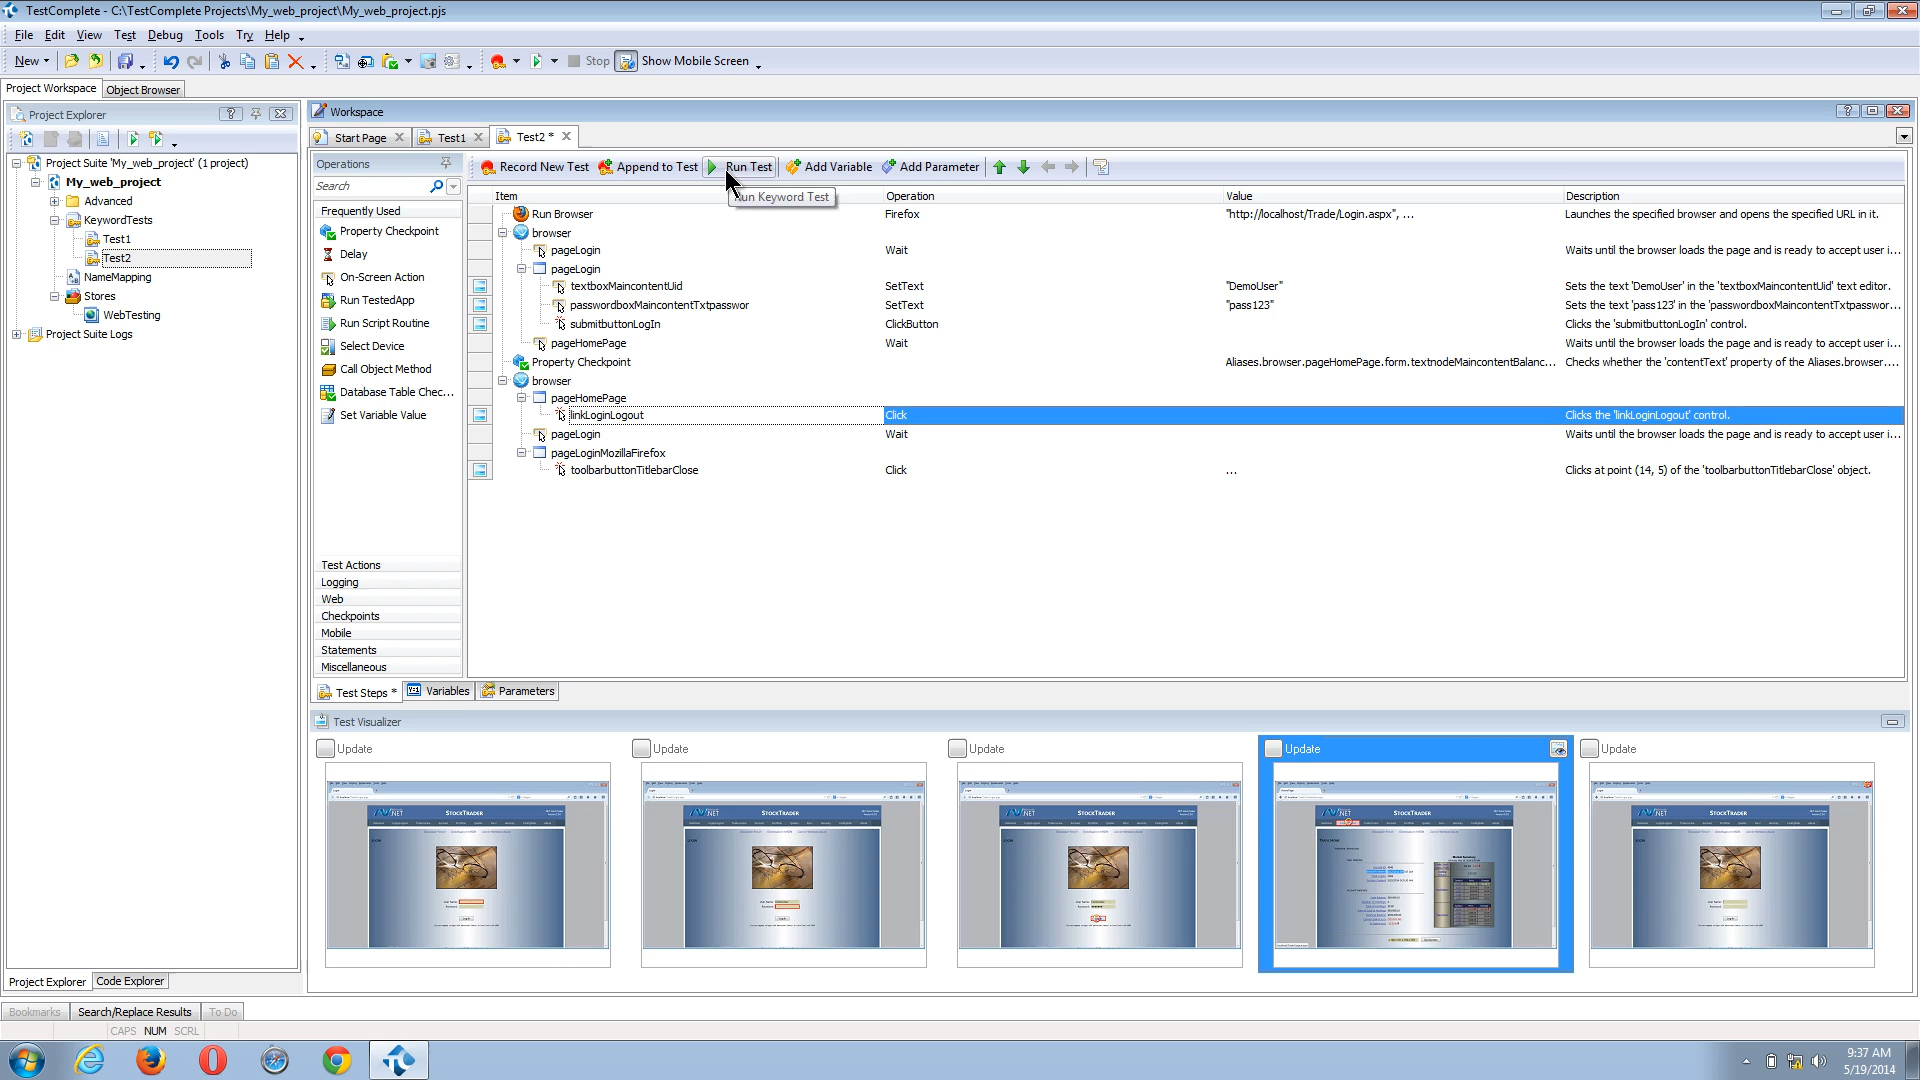 TestComplete - C:\TestComplete Projects\My_web_project\My_web_project.pjs
File Edit View Test Debug Tools Try Help
New Stop Show Mobile Screen
Project Workspace Object Browser
Project Explorer
Workspace
Start Page Test1 Test2 *
Operations
Record New Test Append to Test Run Test Add Variable Add Parameter
Search
Run Keyword Test
Project Suite 'My_web_project' (1 project)
My_web_project
Advanced
KeywordTests
Test1
Test2
NameMapping
Stores
WebTesting
Project Suite Logs
Frequently Used
Property Checkpoint
Delay
On-Screen Action
Run TestedApp
Run Script Routine
Select Device
Call Object Method
Database Table Chec...
Set Variable Value
Test Actions
Logging
Web
Checkpoints
Mobile
Statements
Miscellaneous
Item Operation Value Description
Run Browser Firefox "http://localhost/Trade/Login.aspx", ... Launches the specified browser and opens the specified URL in it.
browser
pageLogin Wait Waits until the browser loads the page and is ready to accept user i...
pageLogin
textboxMaincontentUid SetText "DemoUser" Sets the text 'DemoUser' in the 'textboxMaincontentUid' text editor.
passwordboxMaincontentTxtpasswor SetText "pass123" Sets the text 'pass123' in the 'passwordboxMaincontentTxtpasswor...
submitbuttonLogIn ClickButton Clicks the 'submitbuttonLogIn' control.
pageHomePage Wait Waits until the browser loads the page and is ready to accept user i...
Property Checkpoint Aliases.browser.pageHomePage.form.textnodeMaincontentBalanc... Checks whether the 'contentText' property of the Aliases.browser....
browser
pageHomePage
linkLoginLogout Click Clicks the 'linkLoginLogout' control.
pageLogin Wait Waits until the browser loads the page and is ready to accept user i...
pageLoginMozillaFirefox
toolbarbuttonTitlebarClose Click ... Clicks at point (14, 5) of the 'toolbarbuttonTitlebarClose' object.
Test Steps * Variables Parameters
Test Visualizer
Update Update Update Update Update
.NET STOCKTRADER
.NET STOCKTRADER
.NET STOCKTRADER
.NET STOCKTRADER
.NET STOCKTRADER
Project Explorer Code Explorer
Bookmarks Search/Replace Results To Do
CAPS NUM SCRL
9:37 AM
5/19/2014